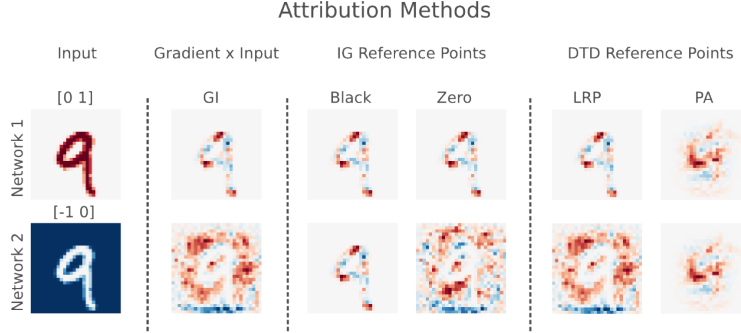 Attribution Methods
Input Gradient x Input IG Reference Points DTD Reference Points
[0 1] GI Black Zero LRP PA
Network 1
[-1 0]
Network 2